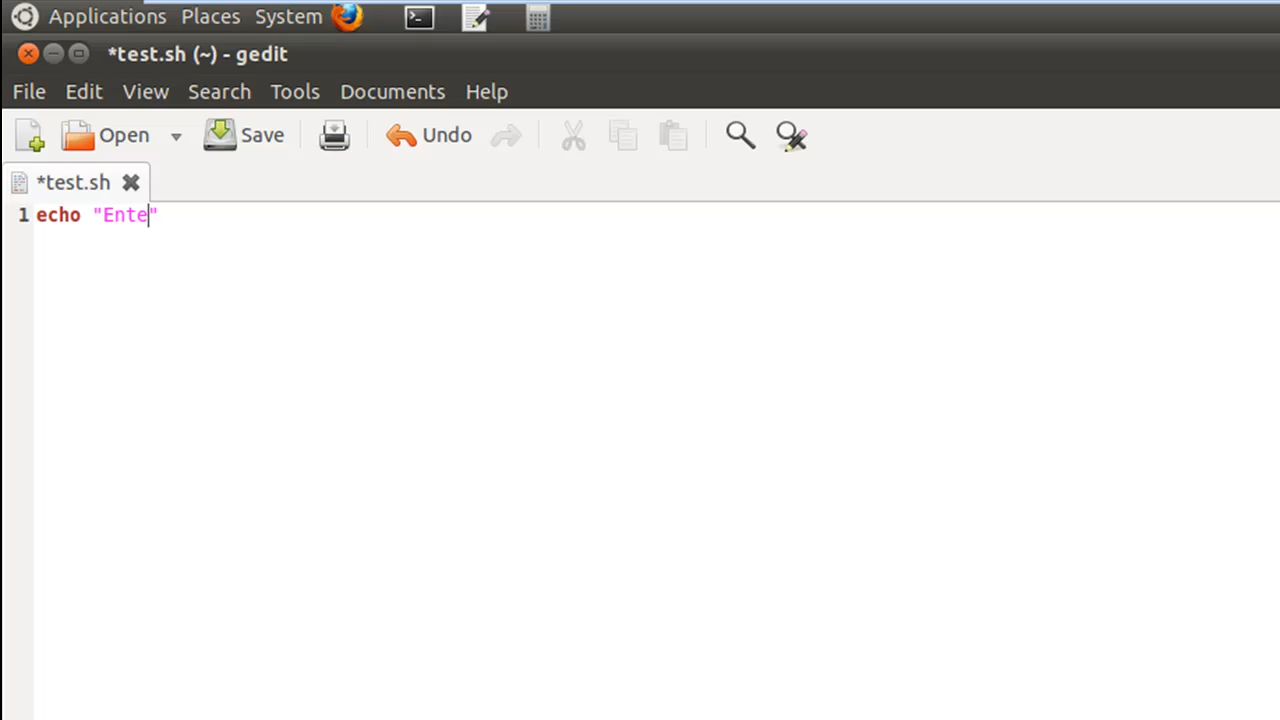 Applications Places System
*test.sh (~) - gedit
File Edit View Search Tools Documents Help
Open Save Undo
*test.sh
1 echo "Ente"